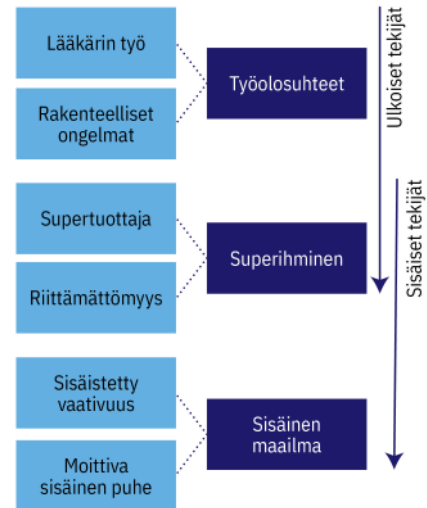 Lääkärin työ
Rakenteelliset
ongelmat
Työolosuhteet
Supertuottaja
Riittämättömyys
Superihminen
Sisäistetty
vaativuus
Moittiva
sisäinen puhe
Sisäinen
maailma
Ulkoiset tekijät
Sisäiset tekijät